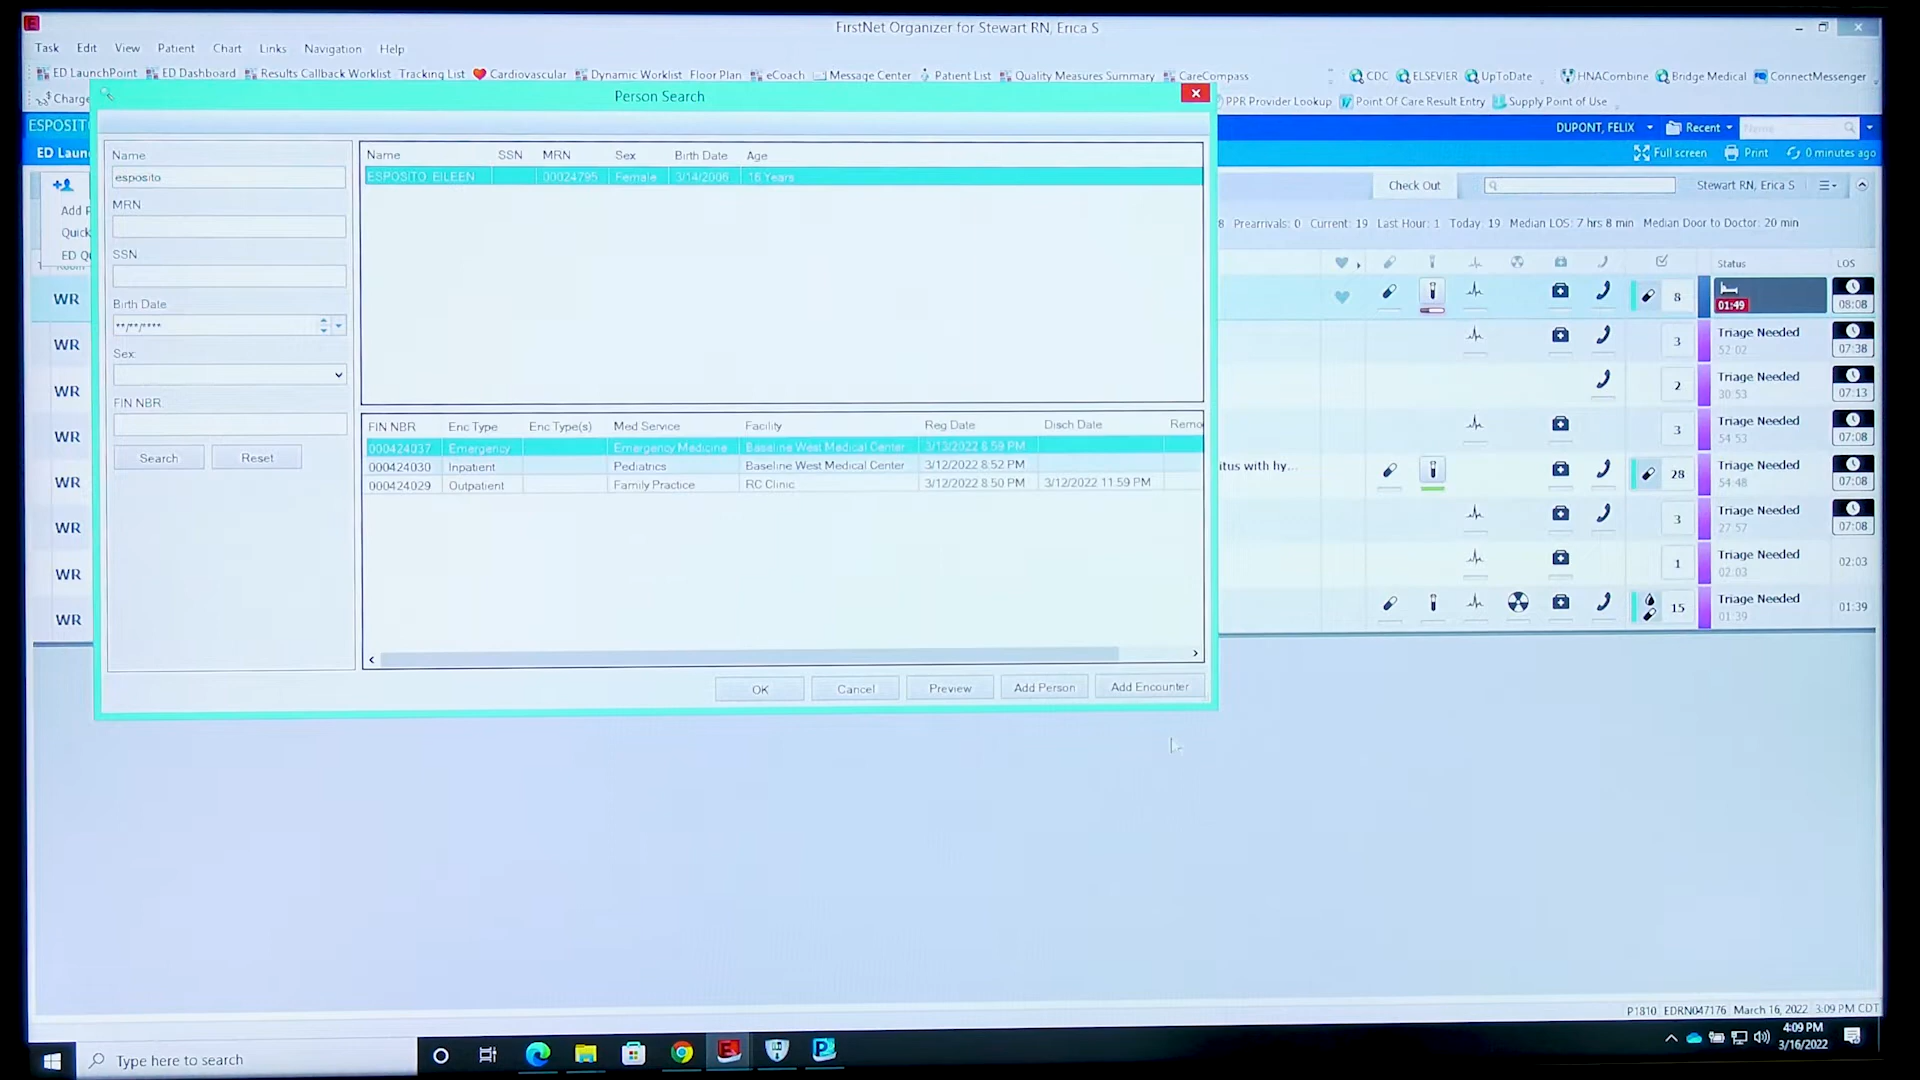 FirstNet Organizer for Stewart RN, Erica S
Task Edit View Patient Chart Links Navigation Help
ED LaunchPoint ED Dashboard Results Callback Worklist Tracking List Cardiovascular Dynamic Worklist Floor Plan eCoach Message Center Patient List Quality Measures Summary CareCompass CDC ELSEVIER UpToDate HNACombine Bridge Medical ConnectMessenger
Charge PPR Provider Lookup Point Of Care Result Entry Supply Point of Use
ESPOSIT DUPONT, FELIX Recent
ED Laun Full screen Print 0 minutes ago
Check Out Stewart RN, Erica S
8 Prearrivals: 0 Current: 19 Last Hour: 1 Today: 19 Median LOS: 7 hrs 8 min Median Door to Doctor: 20 min
Add P
Quick
ED Qu
Status LOS
WR 8 01:49 08:08
WR 3 Triage Needed 52:02 07:38
WR 2 Triage Needed 30:53 07:13
WR 3 Triage Needed 54:53 07:08
WR itus with hy... 28 Triage Needed 54:48 07:08
WR 3 Triage Needed 27:57 07:08
WR 1 Triage Needed 02:03 02:03
WR 15 Triage Needed 01:39 01:39
Person Search
Name
esposito
MRN
SSN
Birth Date
**/**/****
Sex
FIN NBR
Search Reset
Name SSN MRN Sex Birth Date Age
ESPOSITO, EILEEN 00024795 Female 3/14/2006 16 Years
FIN NBR Enc Type Enc Type(s) Med Service Facility Reg Date Disch Date Remo
000424037 Emergency Emergency Medicine Baseline West Medical Center 3/13/2022 8:59 PM
000424030 Inpatient Pediatrics Baseline West Medical Center 3/12/2022 8:52 PM
000424029 Outpatient Family Practice RC Clinic 3/12/2022 8:50 PM 3/12/2022 11:59 PM
OK Cancel Preview Add Person Add Encounter
P1810 EDRN047176 March 16, 2022 3:09 PM CDT
Type here to search
4:09 PM
3/16/2022